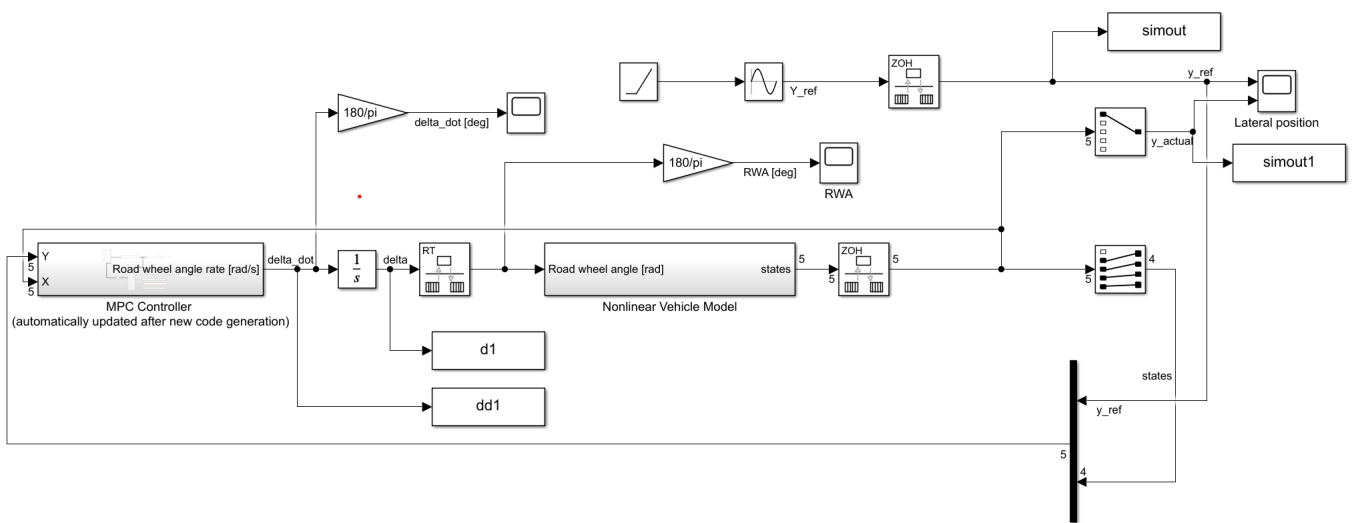 simout
ZOH
y_ref
Y_ref
180/pi
delta_dot [deg]
Lateral position
5
y_actual
simout1
180/pi
RWA [deg]
RWA
Y
5
X
5
Road wheel angle rate [rad/s]
delta_dot
1
s
delta
RT
Road wheel angle [rad]
states
5
5
ZOH
5
5
4
MPC Controller
(automatically updated after new code generation)
Nonlinear Vehicle Model
d1
dd1
states
y_ref
5
4